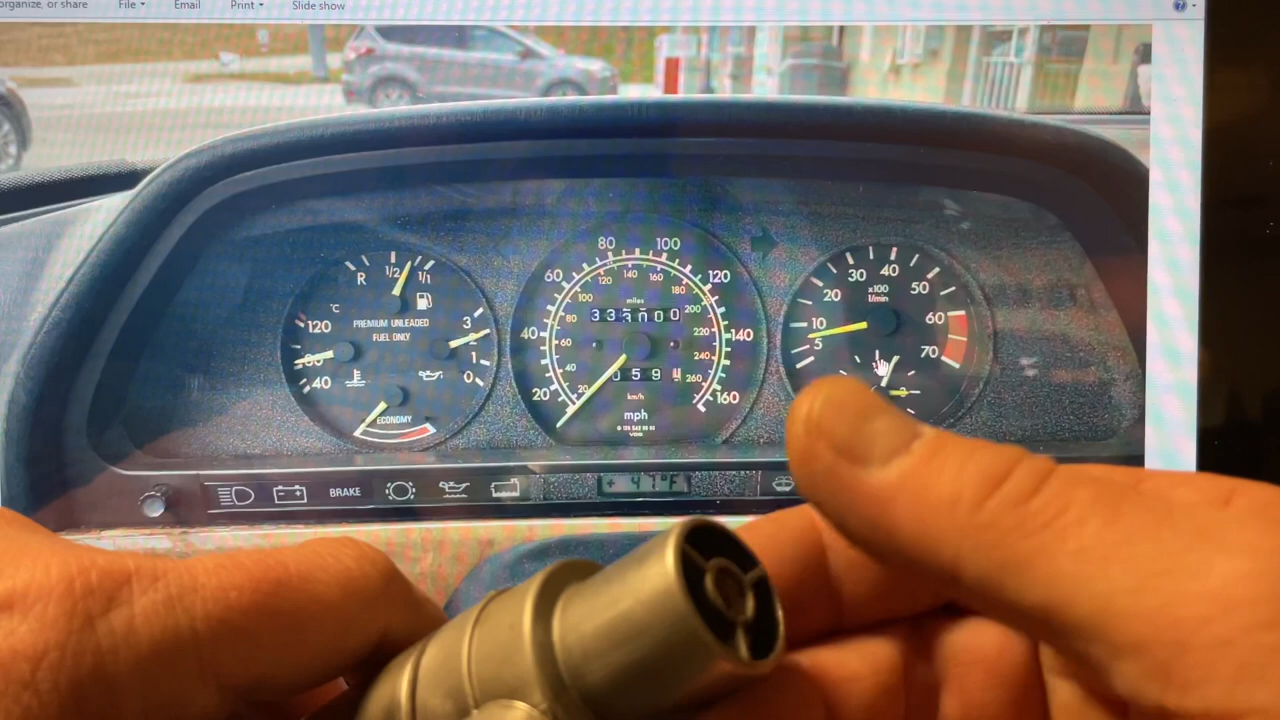 organize, or share File Email Print Slide show
R 1/2 1/1
°C
120
40
PREMIUM UNLEADED
FUEL ONLY
3
1
0
ECONOMY
20 40 60 80 100 120 140 160
20 40 60 80 100 120 140 160 180 200 220 240 260
miles
59
km/h
mph
VDO
5 10 20 30 40 50 60 70
x100
1/min
BRAKE
+ 47°F